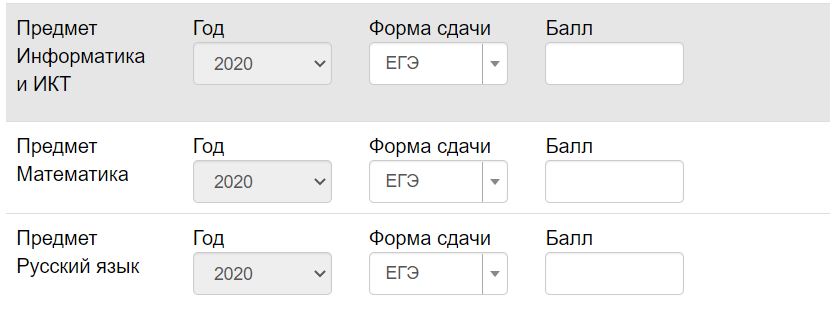 Предмет Год Форма сдачи Балл
Информатика 2020 ЕГЭ
и ИКТ
Предмет Год Форма сдачи Балл
Математика 2020 ЕГЭ
Предмет Год Форма сдачи Балл
Русский язык 2020 ЕГЭ